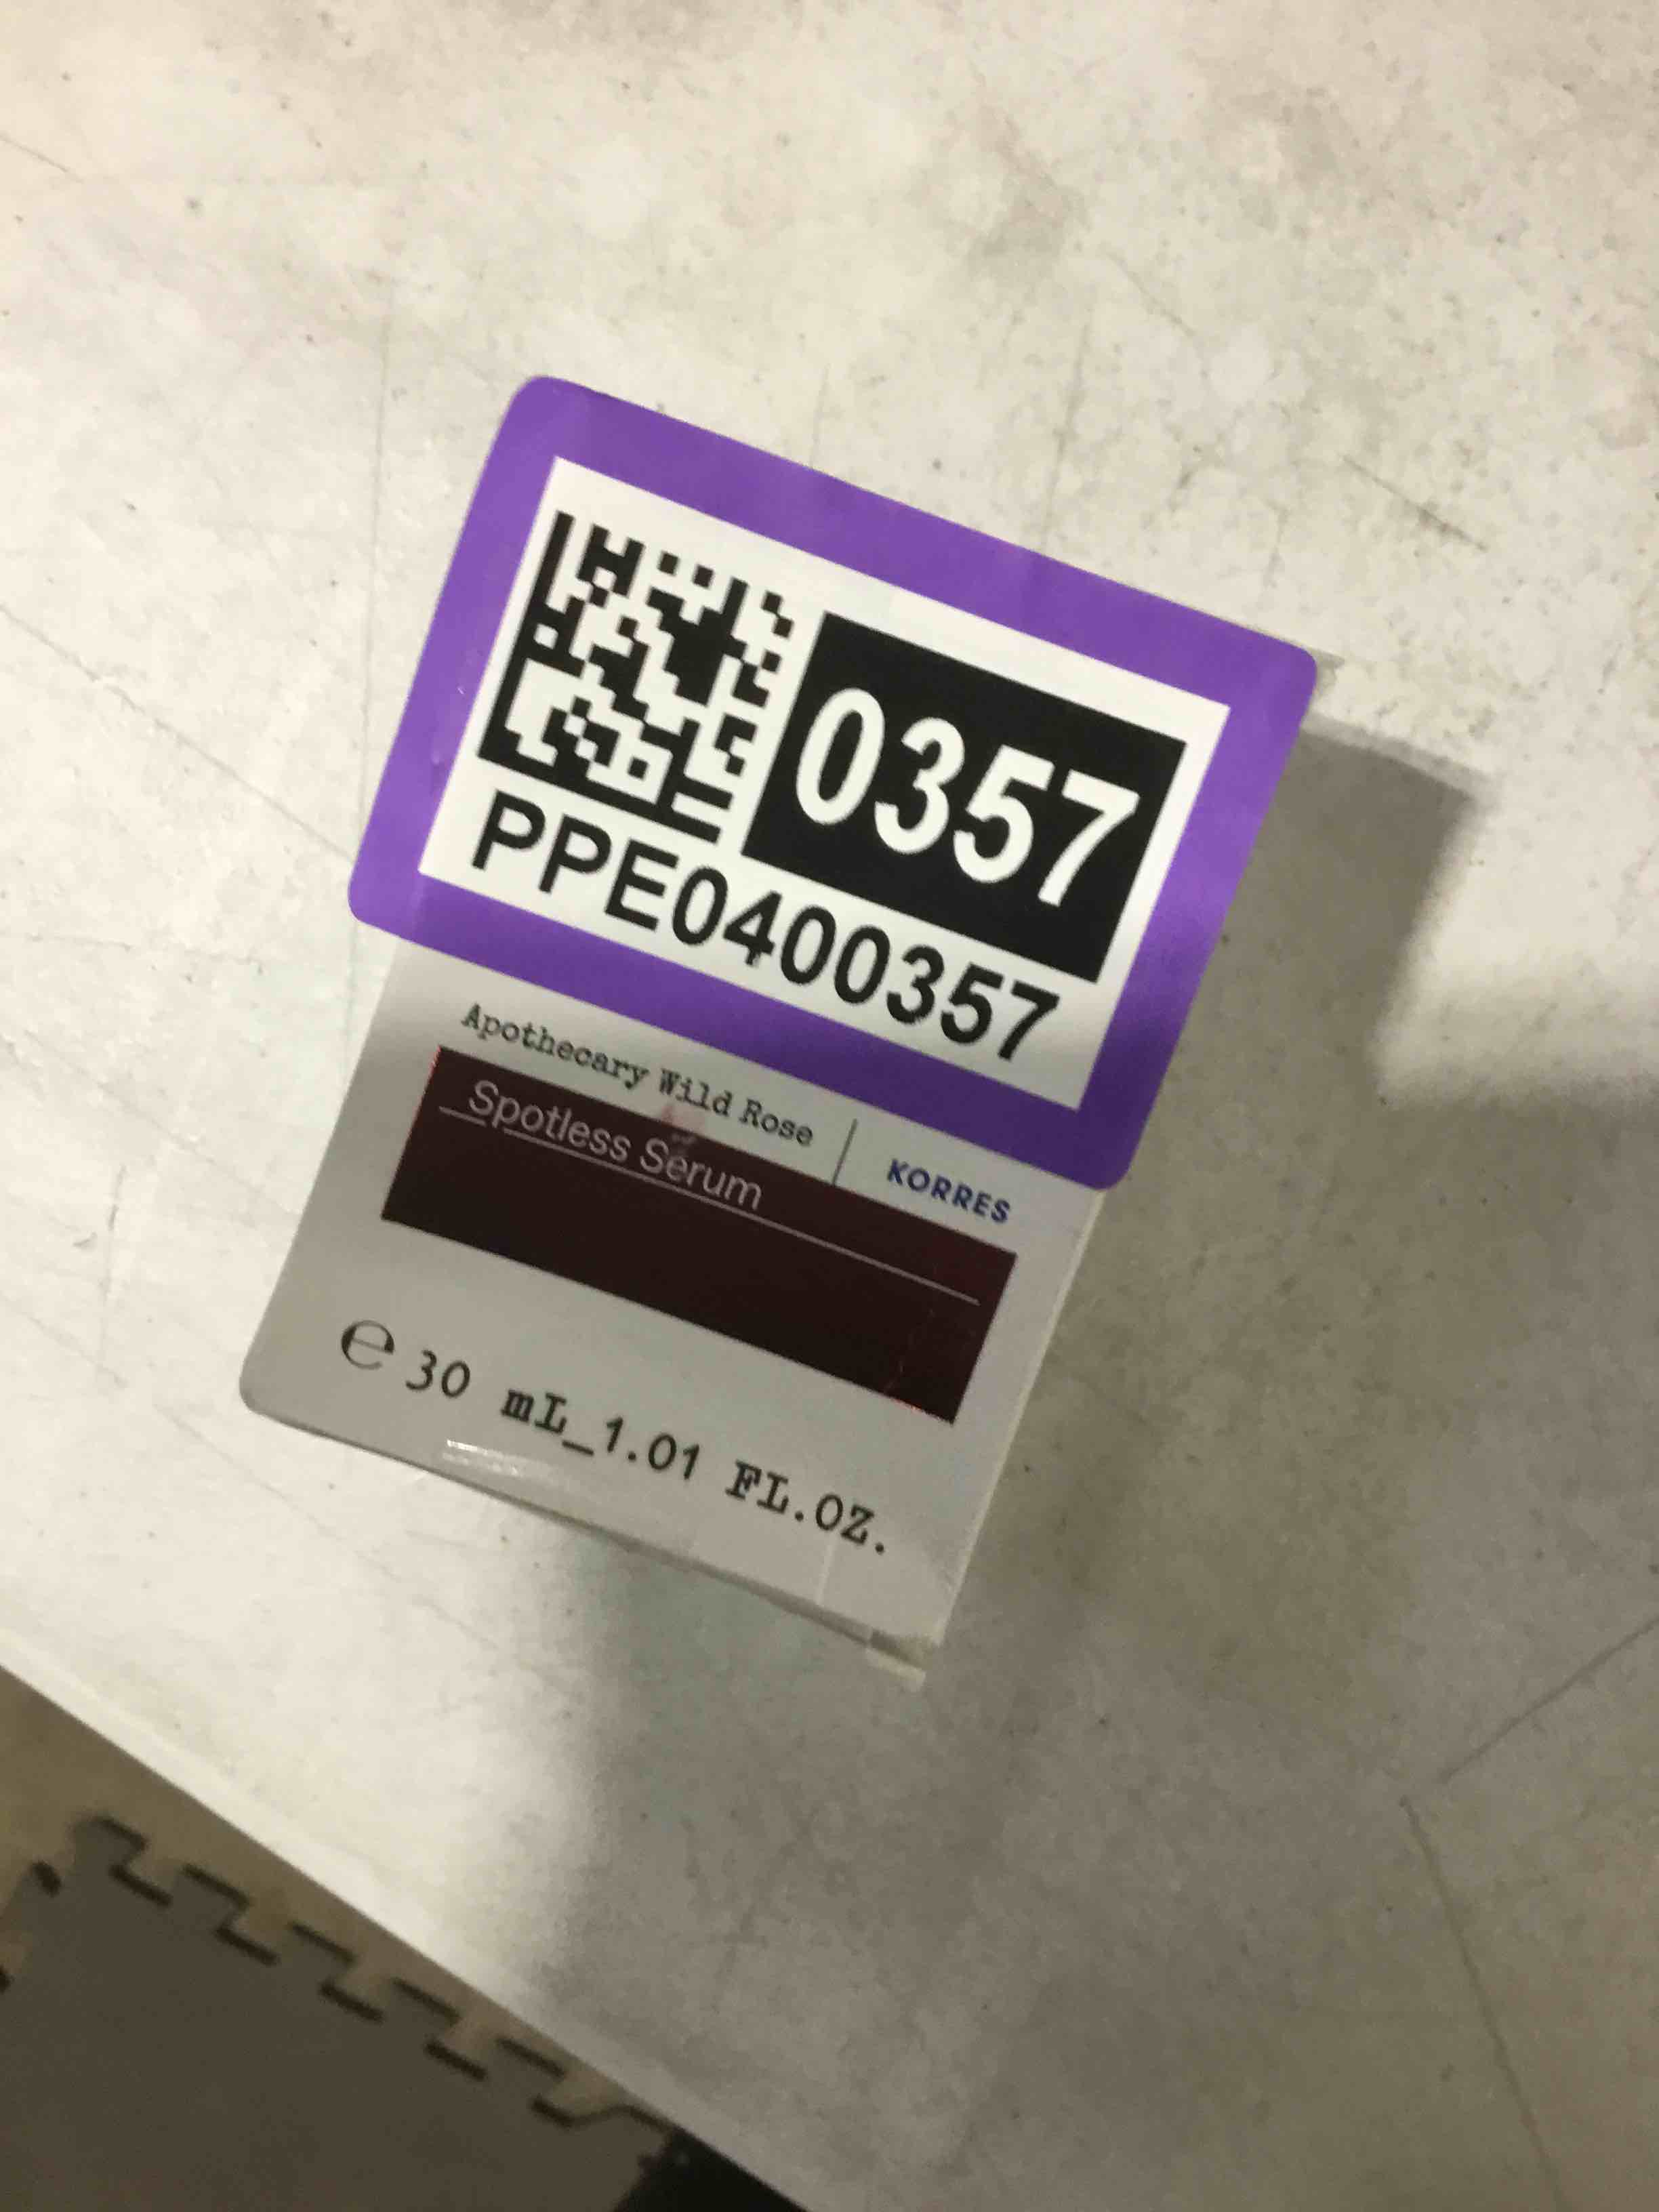 0357
PPE0400357
Apothecary Wild Rose
KORRES
Spotless Serum
℮ 30 mL_1.01 FL.OZ.